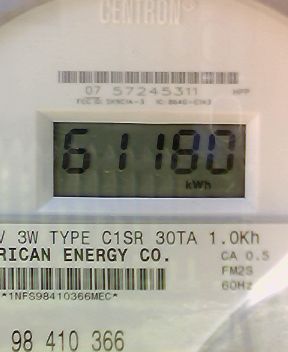 CENTRON®
07 57245311 HPP
61180
kWh
V 3W TYPE C1SR 30TA 1.0Kh
RICAN ENERGY CO. CA 0.5
FM2S
60Hz
*1NFS98410366MEC*
98 410 366